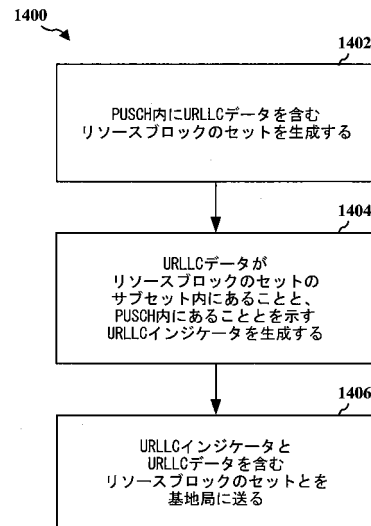 1400
1402
PUSCH内にURLLCデータを含む
リソースブロックのセットを生成する
1404
URLLCデータが
リソースブロックのセットの
サブセット内にあることと、
PUSCH内にあることとを示す
URLLCインジケータを生成する
1406
URLLCインジケータと
URLLCデータを含む
リソースブロックのセットとを
基地局に送る